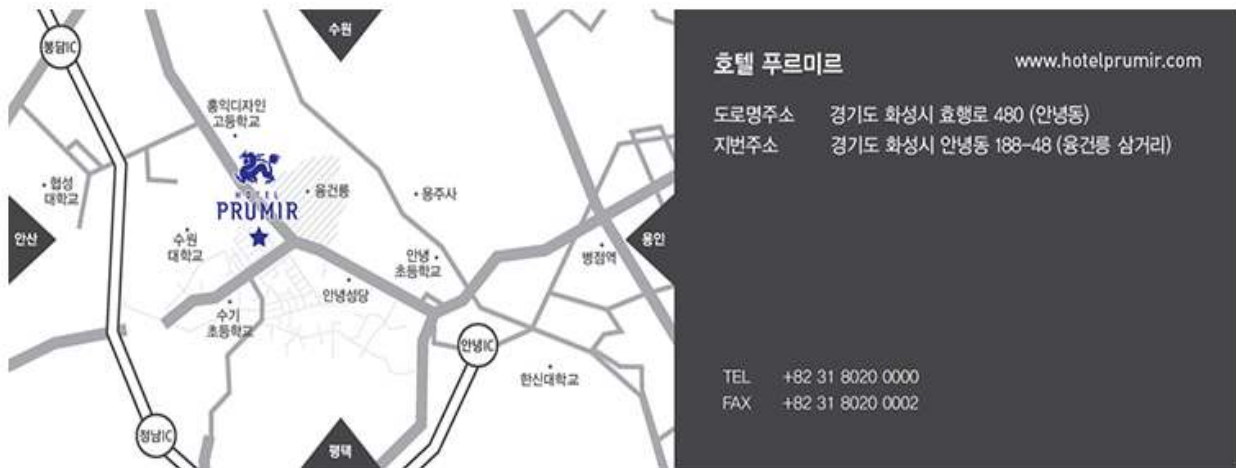 수원
봉담IC
홍익디자인
고등학교
협성
대학교
HOTEL
PRUMIR
융건릉
용주사
안산
수원
대학교
안녕
초등학교
병점역
용인
안녕성당
수기
초등학교
안녕IC
한신대학교
정남IC
평택
호텔 푸르미르
www.hotelprumir.com
도로명주소 경기도 화성시 효행로 480 (안녕동)
지번주소 경기도 화성시 안녕동 188-48 (융건릉 삼거리)
TEL +82 31 8020 0000
FAX +82 31 8020 0002